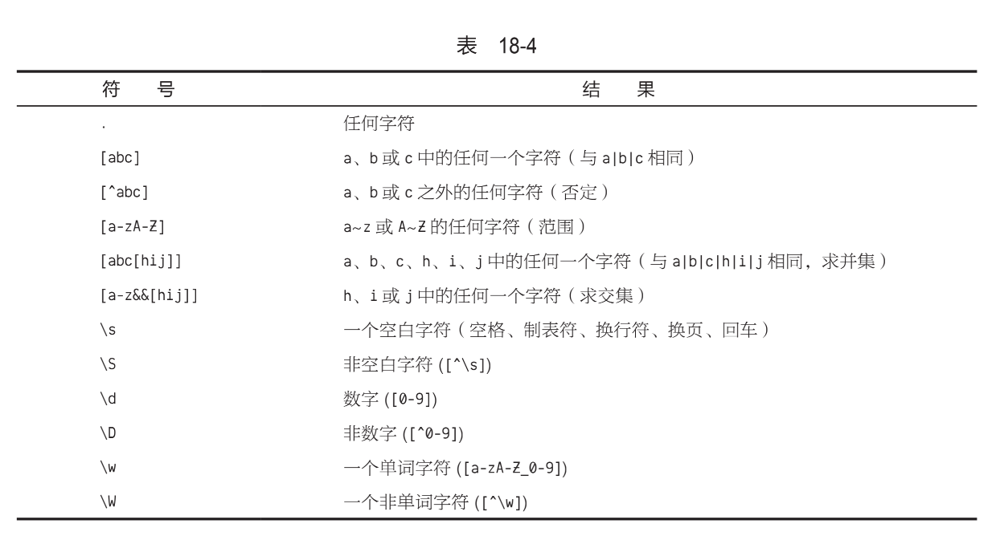 表 18-4
符 号 结 果
. 任何字符
[abc] a、b 或 c 中的任何一个字符（与 a|b|c 相同）
[^abc] a、b 或 c 之外的任何字符（否定）
[a-zA-Z] a~z 或 A~Z 的任何字符（范围）
[abc[hij]] a、b、c、h、i、j 中的任何一个字符（与 a|b|c|h|i|j 相同，求并集）
[a-z&&[hij]] h、i 或 j 中的任何一个字符（求交集）
\s 一个空白字符（空格、制表符、换行符、换页、回车）
\S 非空白字符 ([^\s])
\d 数字 ([0-9])
\D 非数字 ([^0-9])
\w 一个单词字符 ([a-zA-Z_0-9])
\W 一个非单词字符 ([^\w])